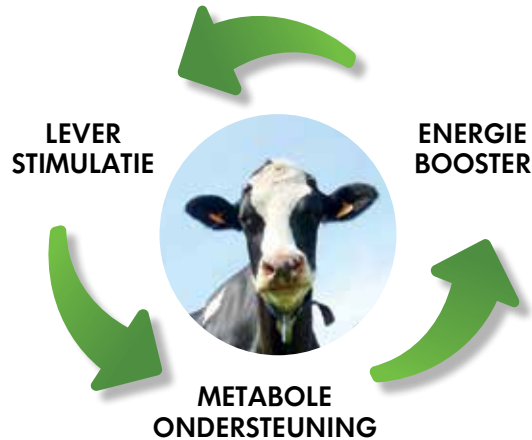 LEVER
STIMULATIE
ENERGIE
BOOSTER
METABOLE
ONDERSTEUNING